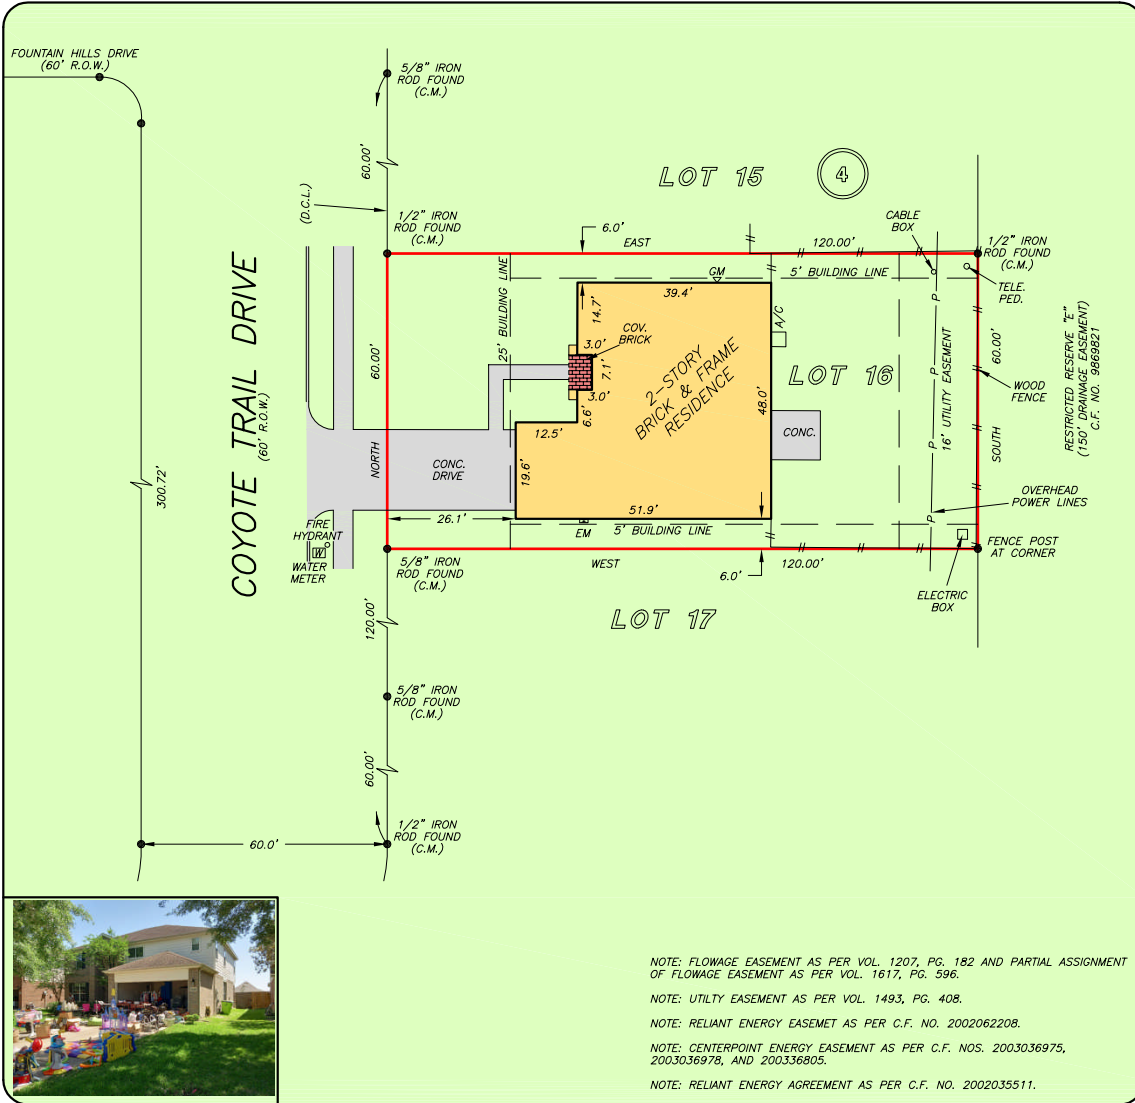 FOUNTAIN HILLS DRIVE
(60' R.O.W.)
5/8" IRON
ROD FOUND
(C.M.)
60.00'
(D.C.L.)
1/2" IRON
ROD FOUND
(C.M.)
LOT 15
4
6.0'
EAST
120.00'
CABLE
BOX
1/2" IRON
ROD FOUND
(C.M.)
TELE.
PED.
25' BUILDING LINE
GM
5' BUILDING LINE
39.4'
14.7'
COV.
BRICK
3.0'
7.1'
3.0'
6.6'
A/C
2-STORY
BRICK & FRAME
RESIDENCE
48.0'
LOT 16
P
P
P
P
P
16' UTILITY EASEMENT
60.00'
WOOD
FENCE
SOUTH
RESTRICTED RESERVE "E"
(150' DRAINAGE EASEMENT)
C.F. NO. 9869821
COYOTE TRAIL DRIVE
(60' R.O.W.)
60.00'
NORTH
300.72'
CONC.
DRIVE
12.5'
19.6'
CONC.
OVERHEAD
POWER LINES
26.1'
51.9'
EM
5' BUILDING LINE
FIRE
HYDRANT
W
WATER
METER
5/8" IRON
ROD FOUND
(C.M.)
WEST
6.0'
120.00'
FENCE POST
AT CORNER
ELECTRIC
BOX
LOT 17
120.00'
5/8" IRON
ROD FOUND
(C.M.)
60.00'
1/2" IRON
ROD FOUND
(C.M.)
60.0'
NOTE: FLOWAGE EASEMENT AS PER VOL. 1207, PG. 182 AND PARTIAL ASSIGNMENT
OF FLOWAGE EASEMENT AS PER VOL. 1617, PG. 596.
NOTE: UTILTY EASEMENT AS PER VOL. 1493, PG. 408.
NOTE: RELIANT ENERGY EASEMET AS PER C.F. NO. 2002062208.
NOTE: CENTERPOINT ENERGY EASEMENT AS PER C.F. NOS. 2003036975,
2003036978, AND 200336805.
NOTE: RELIANT ENERGY AGREEMENT AS PER C.F. NO. 2002035511.